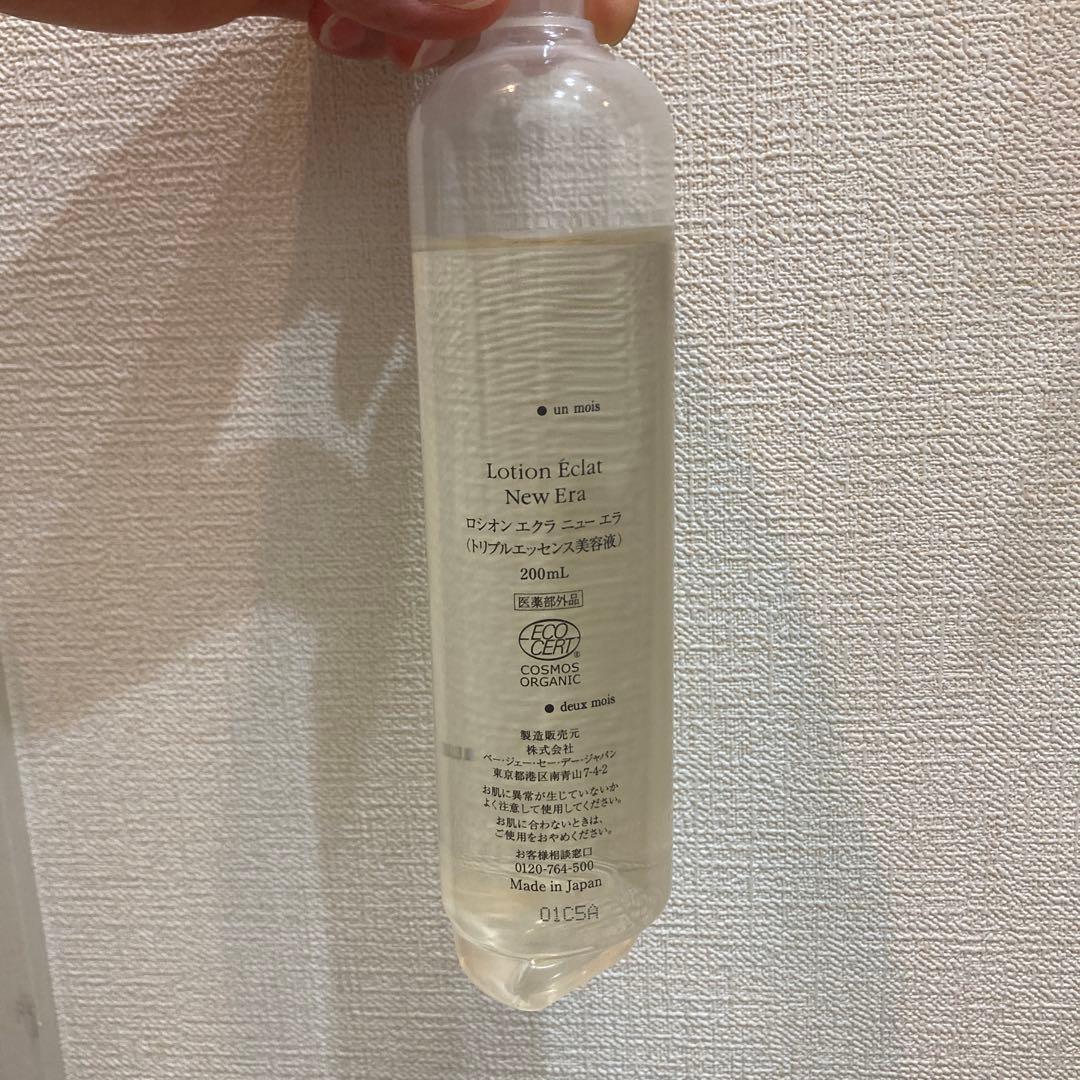 ● un mois
Lotion Éclat
New Era
ロシオン エクラ ニュー エラ
(トリプルエッセンス美容液)
200mL
医薬部外品
ECO
CERT®
COSMOS
ORGANIC
● deux mois
製造販売元
株式会社
ベー・ジェー・セー・デー・ジャパン
東京都港区南青山7-4-2
お肌に異常が生じていないか
よく注意して使用してください。
お肌に合わないときは、
ご使用をおやめください。
お客様相談窓口
0120-764-500
Made in Japan
01C5A